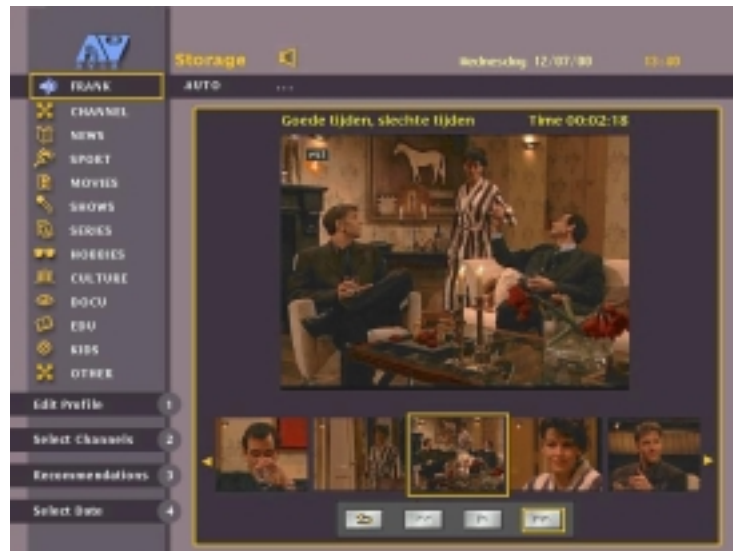 Storage
Wednesday 12/07/00 13:40
FRANK
AUTO ...
CHANNEL
NEWS
SPORT
MOVIES
SHOWS
SERIES
HOBBIES
CULTURE
DOCU
EDU
KIDS
OTHER
Edit Profile 1
Select Channels 2
Recommendations 3
Select Date 4
Goede tijden, slechte tijden Time 00:02:18